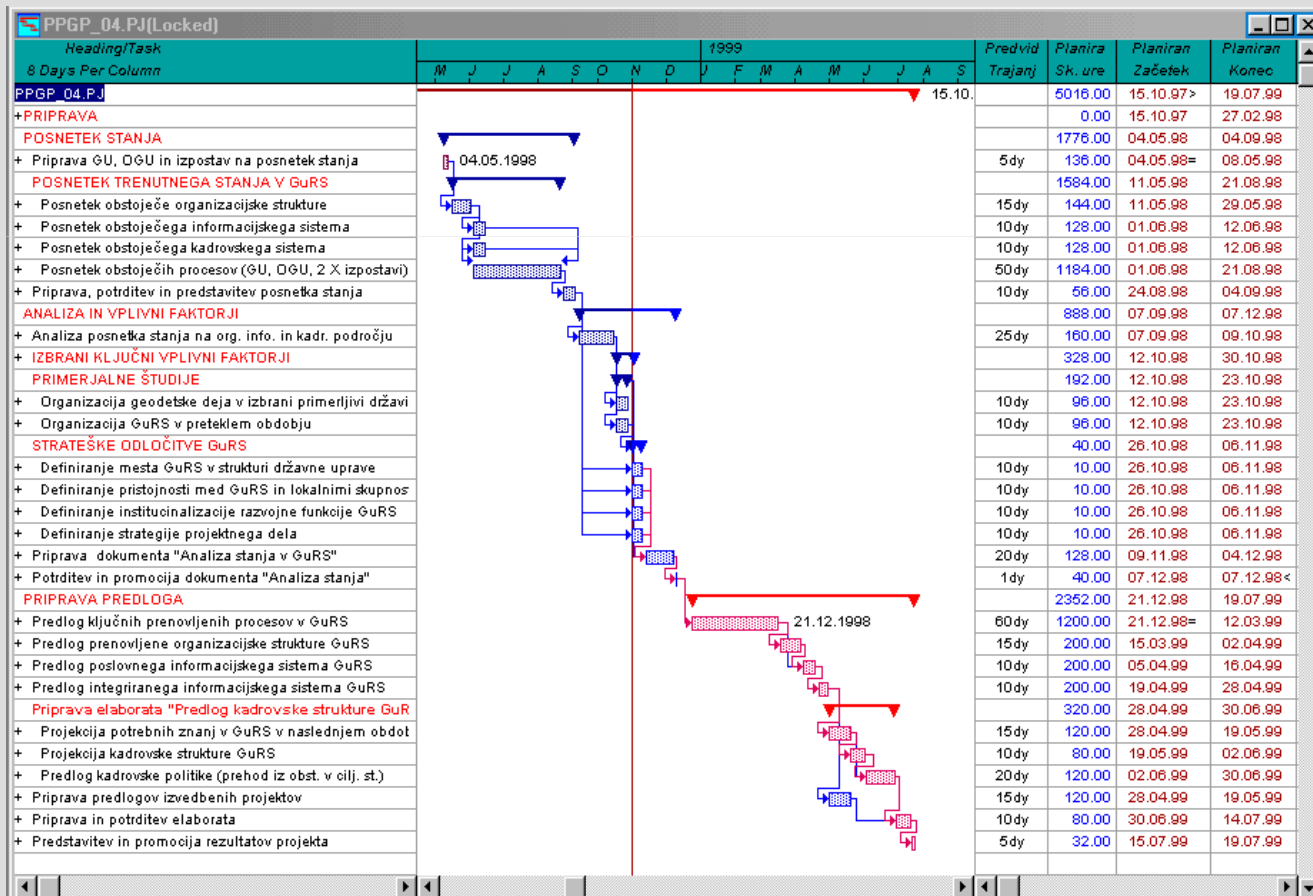 PPGP_04.PJ(Locked)
Heading/Task 1999 Predvid Planira Planiran Planiran
8 Days Per Column M J J A S O N D J F M A M J J A S Trajanj Sk. ure Začetek Konec
PPGP_04.PJ 15.10. 5016.00 15.10.97> 19.07.99
+PRIPRAVA 0.00 15.10.97 27.02.98
POSNETEK STANJA 1776.00 04.05.98 04.09.98
+ Priprava GU, OGU in izpostav na posnetek stanja 04.05.1998 5dy 136.00 04.05.98= 08.05.98
POSNETEK TRENUTNEGA STANJA V GuRS 1584.00 11.05.98 21.08.98
+ Posnetek obstoječe organizacijske strukture 15dy 144.00 11.05.98 29.05.98
+ Posnetek obstoječega informacijskega sistema 10dy 128.00 01.06.98 12.06.98
+ Posnetek obstoječega kadrovskega sistema 10dy 128.00 01.06.98 12.06.98
+ Posnetek obstoječih procesov (GU, OGU, 2 X izpostavi) 50dy 1184.00 01.06.98 21.08.98
+ Priprava, potrditev in predstavitev posnetka stanja 10dy 56.00 24.08.98 04.09.98
ANALIZA IN VPLIVNI FAKTORJI 888.00 07.09.98 07.12.98
+ Analiza posnetka stanja na org. info. in kadr. področju 25dy 160.00 07.09.98 09.10.98
+ IZBRANI KLJUČNI VPLIVNI FAKTORJI 328.00 12.10.98 30.10.98
PRIMERJALNE ŠTUDIJE 192.00 12.10.98 23.10.98
+ Organizacija geodetske deja v izbrani primerljivi državi 10dy 96.00 12.10.98 23.10.98
+ Organizacija GuRS v preteklem obdobju 10dy 96.00 12.10.98 23.10.98
STRATEŠKE ODLOČITVE GuRS 40.00 26.10.98 06.11.98
+ Definiranje mesta GuRS v strukturi državne uprave 10dy 10.00 26.10.98 06.11.98
+ Definiranje pristojnosti med GuRS in lokalnimi skupnos 10dy 10.00 26.10.98 06.11.98
+ Definiranje institucinalizacije razvojne funkcije GuRS 10dy 10.00 26.10.98 06.11.98
+ Definiranje strategije projektnega dela 10dy 10.00 26.10.98 06.11.98
+ Priprava dokumenta "Analiza stanja v GuRS" 20dy 128.00 09.11.98 04.12.98
+ Potrditev in promocija dokumenta "Analiza stanja" 1dy 40.00 07.12.98 07.12.98<
PRIPRAVA PREDLOGA 2352.00 21.12.98 19.07.99
+ Predlog ključnih prenovljenih procesov v GuRS 21.12.1998 60dy 1200.00 21.12.98= 12.03.99
+ Predlog prenovljene organizacijske strukture GuRS 15dy 200.00 15.03.99 02.04.99
+ Predlog poslovnega informacijskega sistema GuRS 10dy 200.00 05.04.99 16.04.99
+ Predlog integriranega informacijskega sistema GuRS 10dy 200.00 19.04.99 28.04.99
Priprava elaborata "Predlog kadrovske strukture GuR 320.00 28.04.99 30.06.99
+ Projekcija potrebnih znanj v GuRS v naslednjem obdot 15dy 120.00 28.04.99 19.05.99
+ Projekcija kadrovske strukture GuRS 10dy 80.00 19.05.99 02.06.99
+ Predlog kadrovske politike (prehod iz obst. v cilj. st.) 20dy 120.00 02.06.99 30.06.99
+ Priprava predlogov izvedbenih projektov 15dy 120.00 28.04.99 19.05.99
+ Priprava in potrditev elaborata 10dy 80.00 30.06.99 14.07.99
+ Predstavitev in promocija rezultatov projekta 5dy 32.00 15.07.99 19.07.99